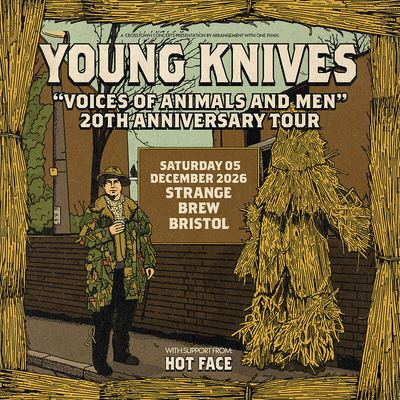 A CROSSTOWN CONCERTS PRESENTATION BY ARRANGEMENT WITH ONE FIINIX:
YOUNG KNIVES
“VOICES OF ANIMALS AND MEN”
20TH ANNIVERSARY TOUR
SATURDAY 05
DECEMBER 2026
STRANGE
BREW
BRISTOL
WITH SUPPORT FROM:
HOT FACE